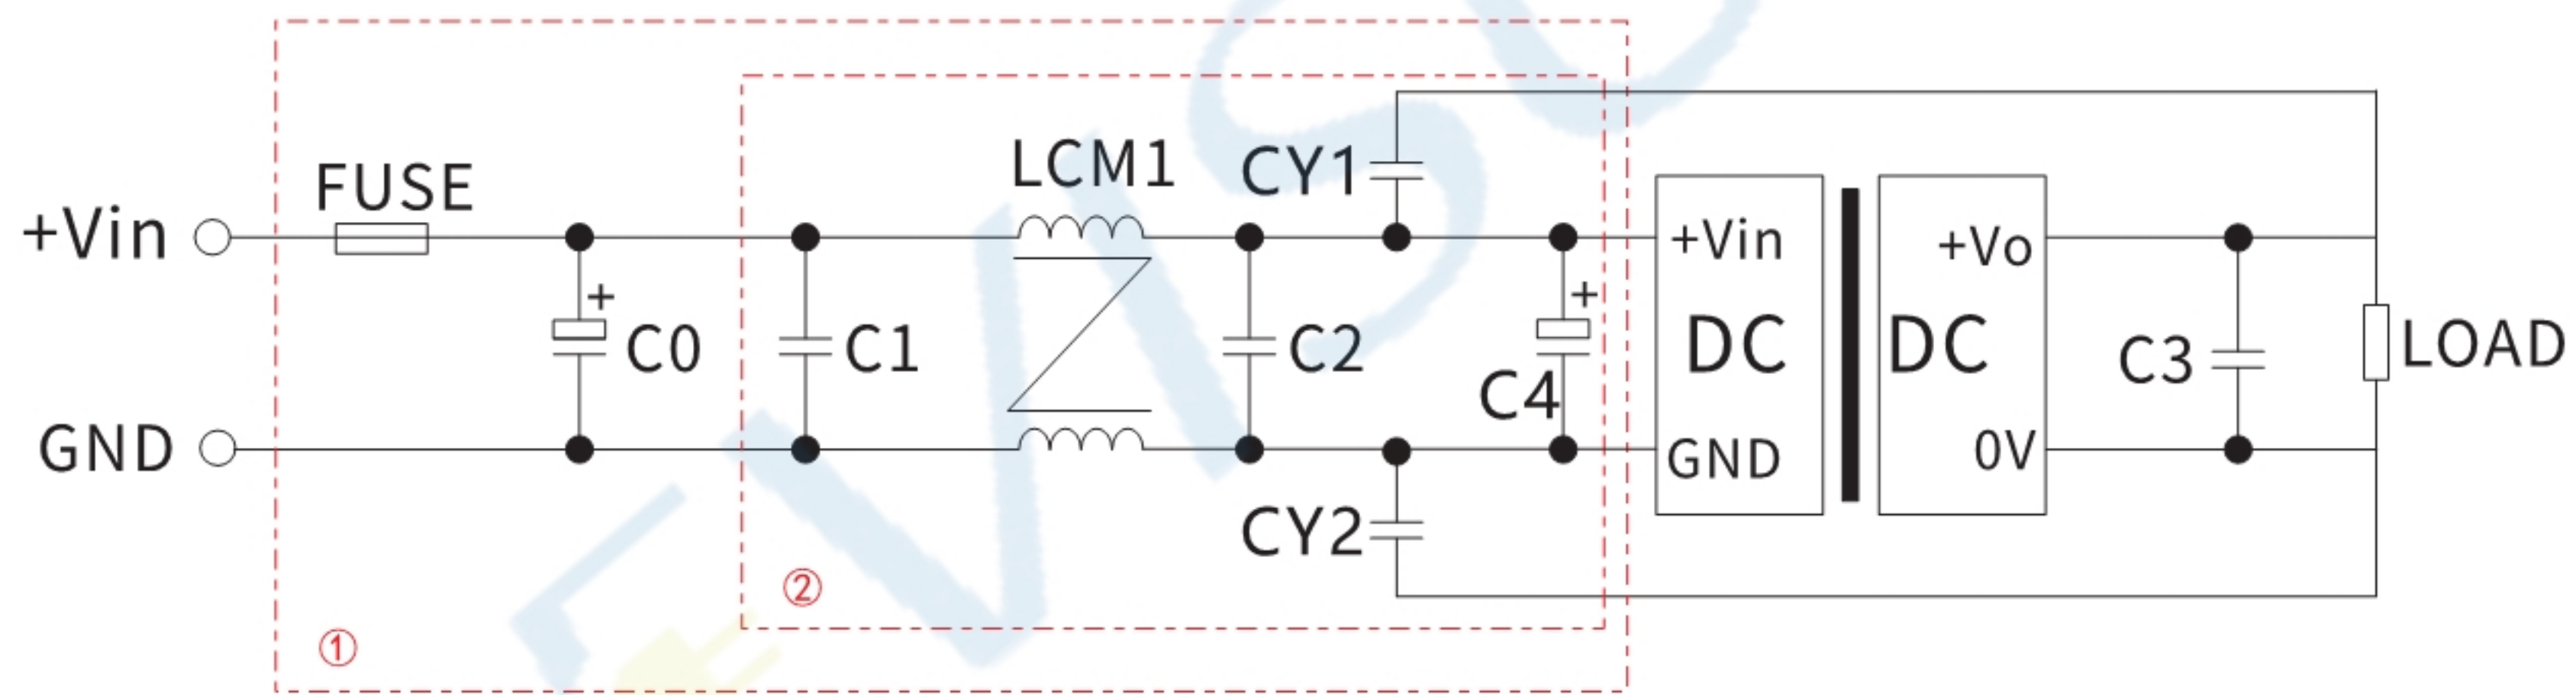 LCM1
CY1
FUSE
+Vin
+Vin
+Vo
+
+
C0
C1
C2
C4
DC
DC
C3
LOAD
GND
GND
0V
CY2
②
①